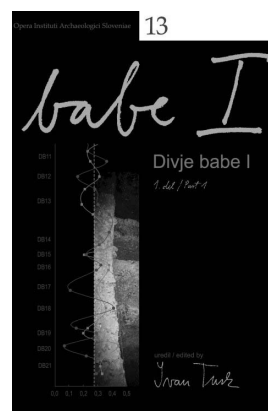 Opera Instituti Archaeologici Sloveniae
13
babe I
Divje babe I
1. del / Part 1
DB11
DB12
DB13
DB14
DB15
DB16
DB17
DB18
DB19
DB20
DB21
0,0 0,1 0,2 0,3 0,4 0,5
uredil / edited by
Ivan Turk